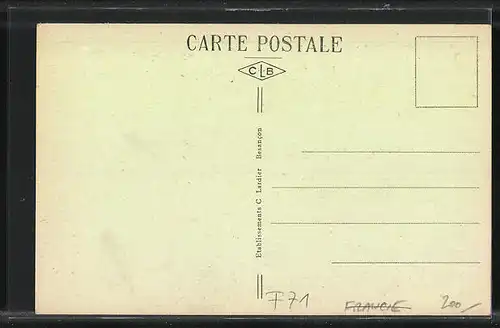 CARTE POSTALE
CLB
Etablissements C. Lardier Besançon
F71
FRANCE
200/